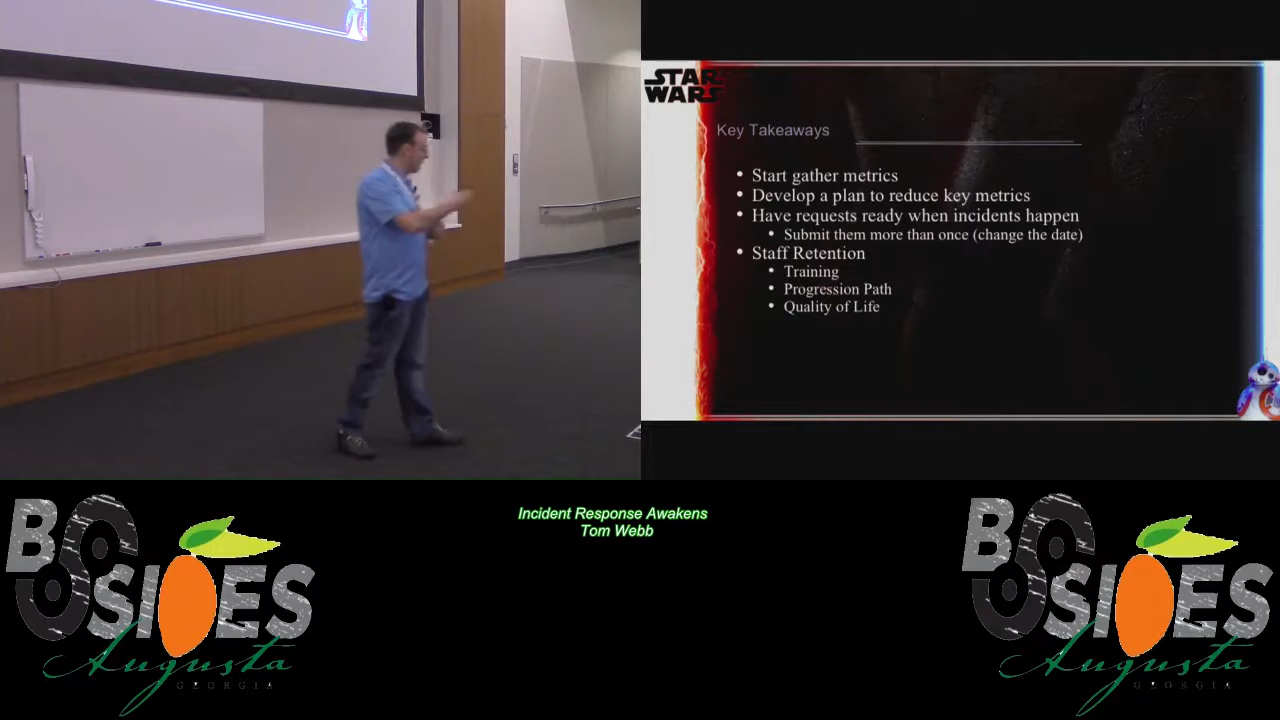 STAR
WARS
Key Takeaways
• Start gather metrics
• Develop a plan to reduce key metrics
• Have requests ready when incidents happen
• Submit them more than once (change the date)
• Staff Retention
• Training
• Progression Path
• Quality of Life
Incident Response Awakens
Tom Webb
BSIDES
Augusta
GEORGIA
BSIDES
Augusta
GEORGIA